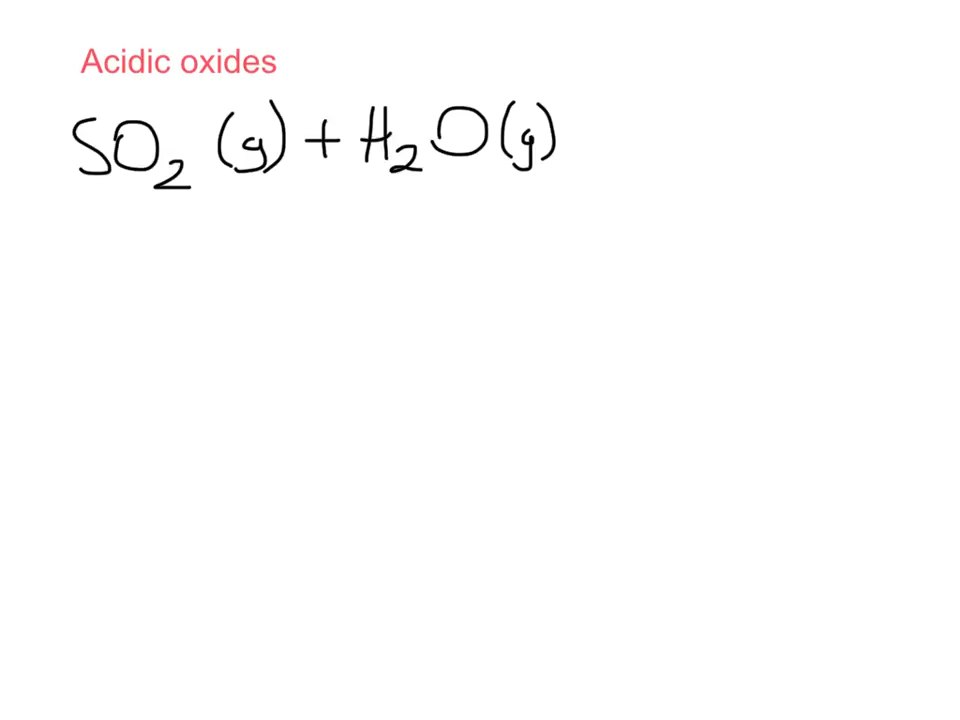 Acidic oxides
SO₂ (g) + H₂O (g)